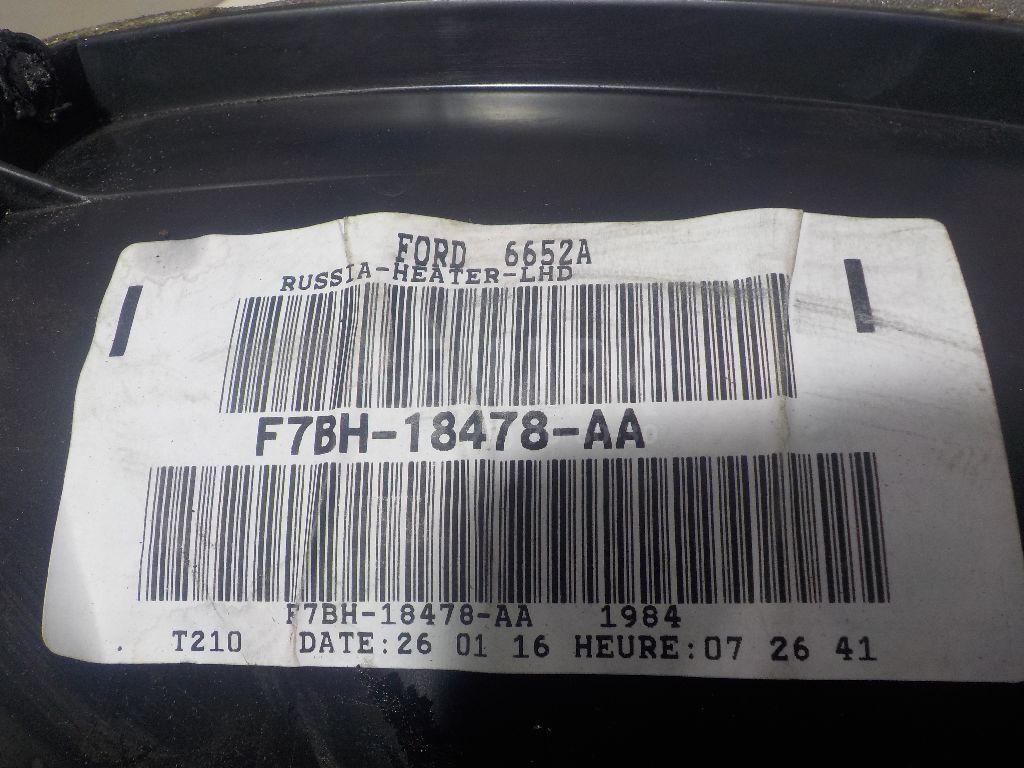 FORD 6652A
RUSSIA-HEATER-LHD
F7BH-18478-AA
F7BH-18478-AA 1984
. T210 DATE:26 01 16 HEURE:07 26 41